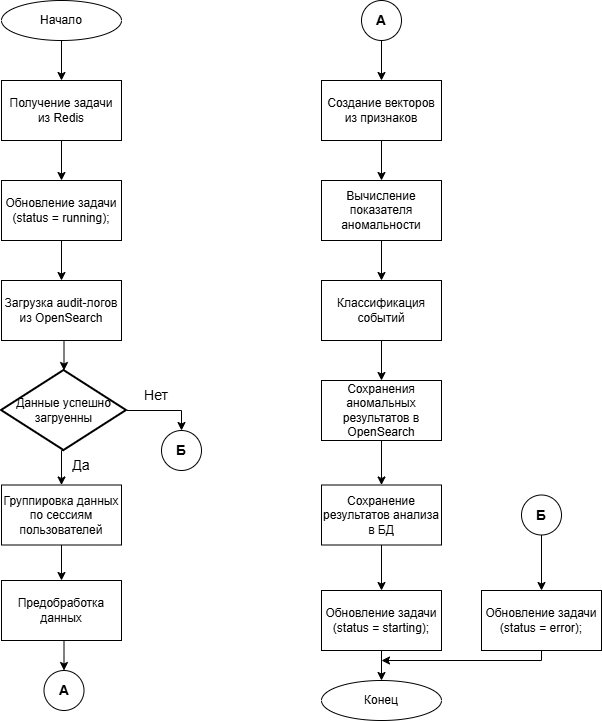 Начало
Получение задачи
из Redis
Обновление задачи
(status = running);
Загрузка audit-логов
из OpenSearch
Данные успешно
загруенны
Нет
Б
Да
Группировка данных
по сессиям
пользователей
Предобработка
данных
А
А
Создание векторов
из признаков
Вычисление
показателя
аномальности
Классификация
событий
Сохранения
аномальных
результатов в
OpenSearch
Сохранение
результатов анализа
в БД
Обновление задачи
(status = starting);
Б
Обновление задачи
(status = error);
Конец